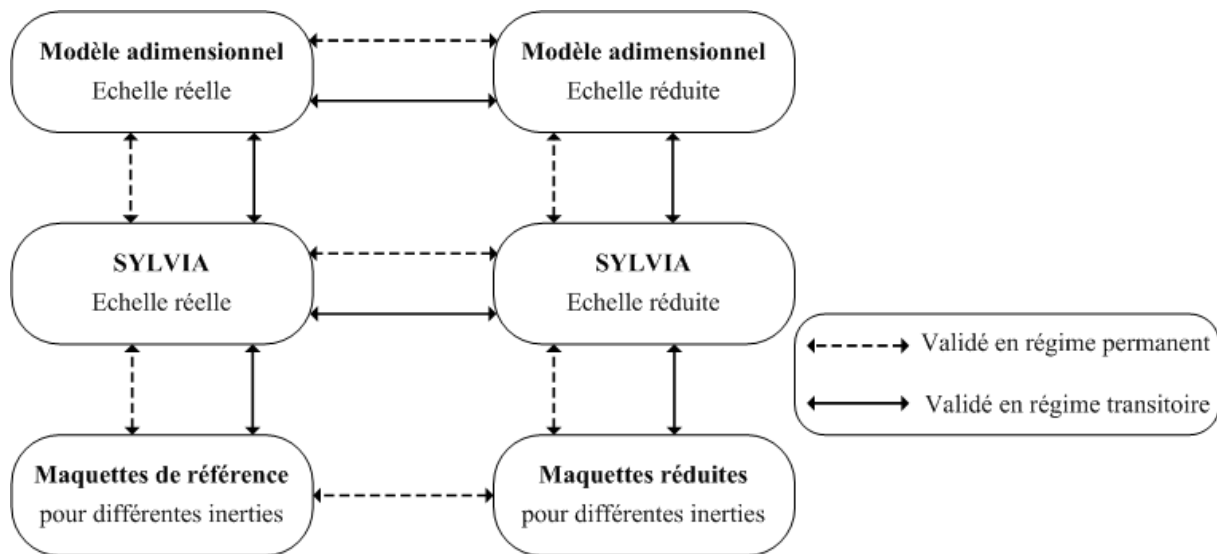 Modèle adimensionnel
Echelle réelle
Modèle adimensionnel
Echelle réduite
SYLVIA
Echelle réelle
SYLVIA
Echelle réduite
Validé en régime permanent
Validé en régime transitoire
Maquettes de référence
pour différentes inerties
Maquettes réduites
pour différentes inerties